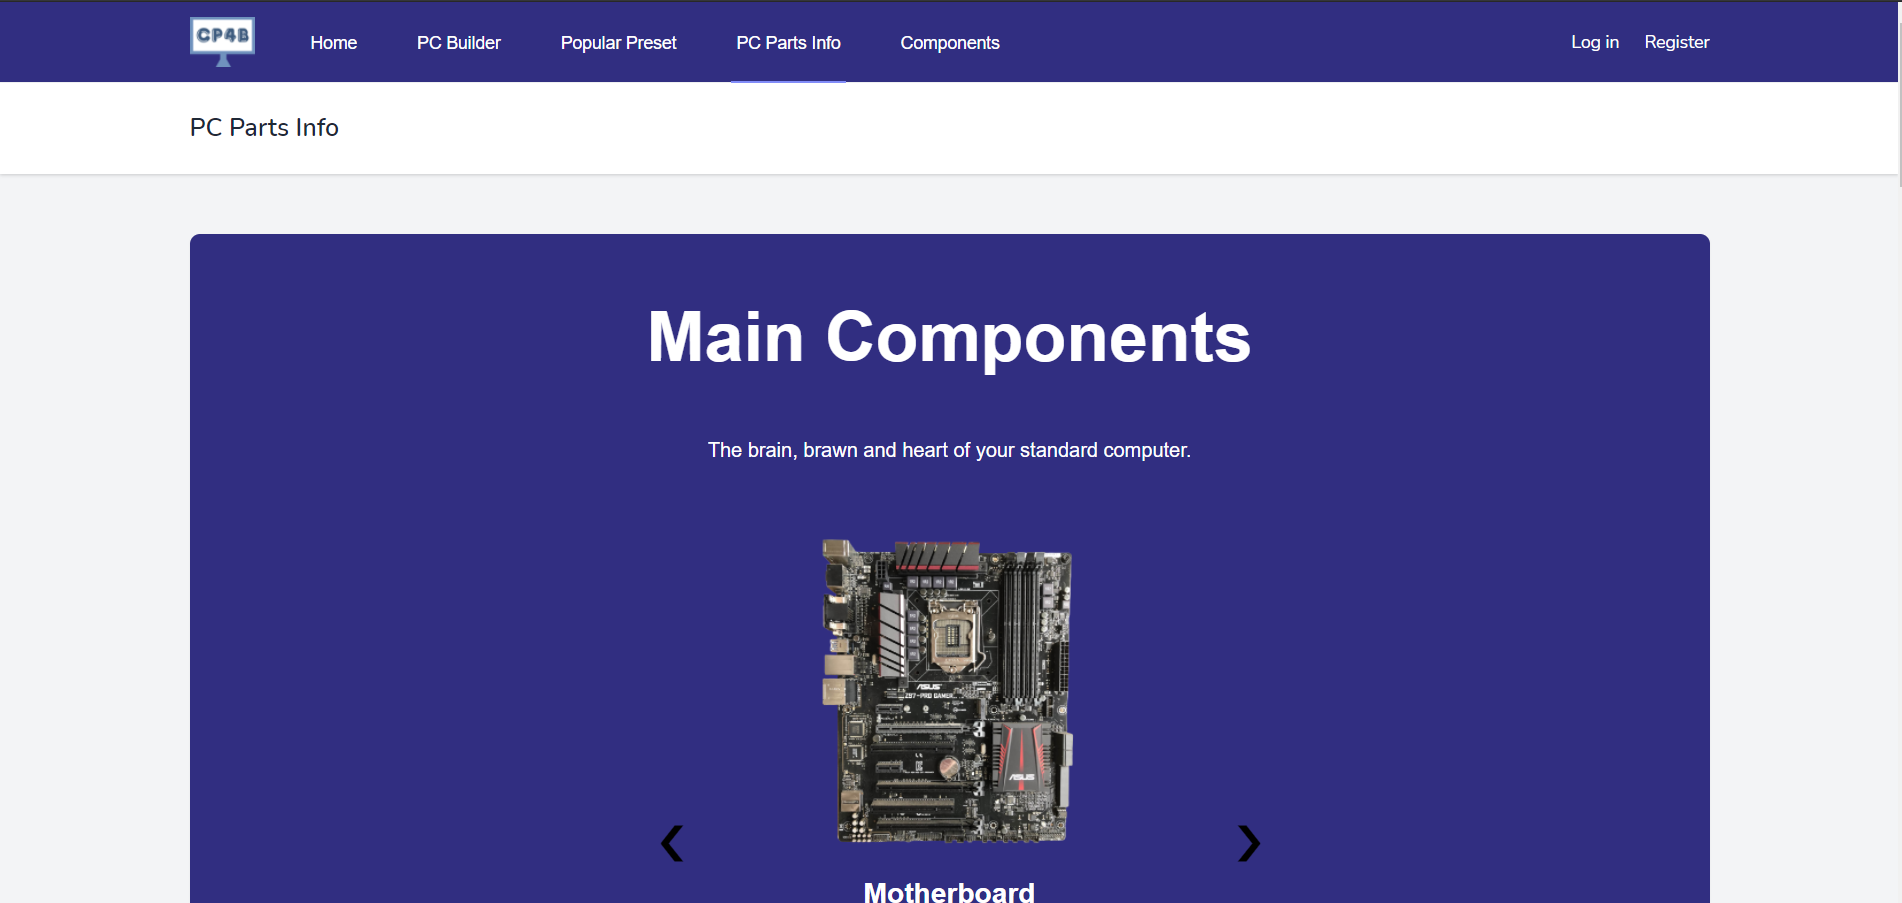 CP4B
Home
PC Builder
Popular Preset
PC Parts Info
Components
Log in
Register
PC Parts Info
Main Components
The brain, brawn and heart of your standard computer.
ASUS
Z97-PRO GAMER
ASUS
Motherboard